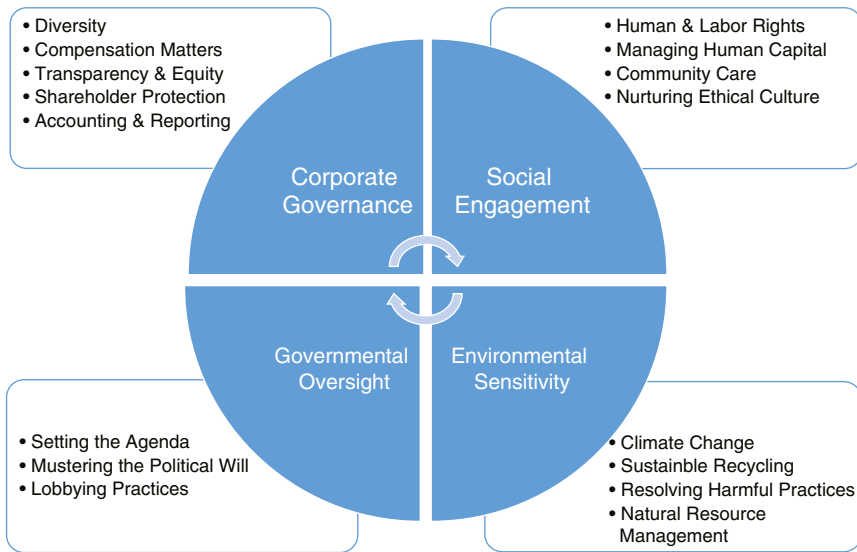 • Diversity
• Compensation Matters
• Transparency & Equity
• Shareholder Protection
• Accounting & Reporting
• Human & Labor Rights
• Managing Human Capital
• Community Care
• Nurturing Ethical Culture
Corporate
Governance
Social
Engagement
Governmental
Oversight
Environmental
Sensitivity
• Setting the Agenda
• Mustering the Political Will
• Lobbying Practices
• Climate Change
• Sustainble Recycling
• Resolving Harmful Practices
• Natural Resource
Management